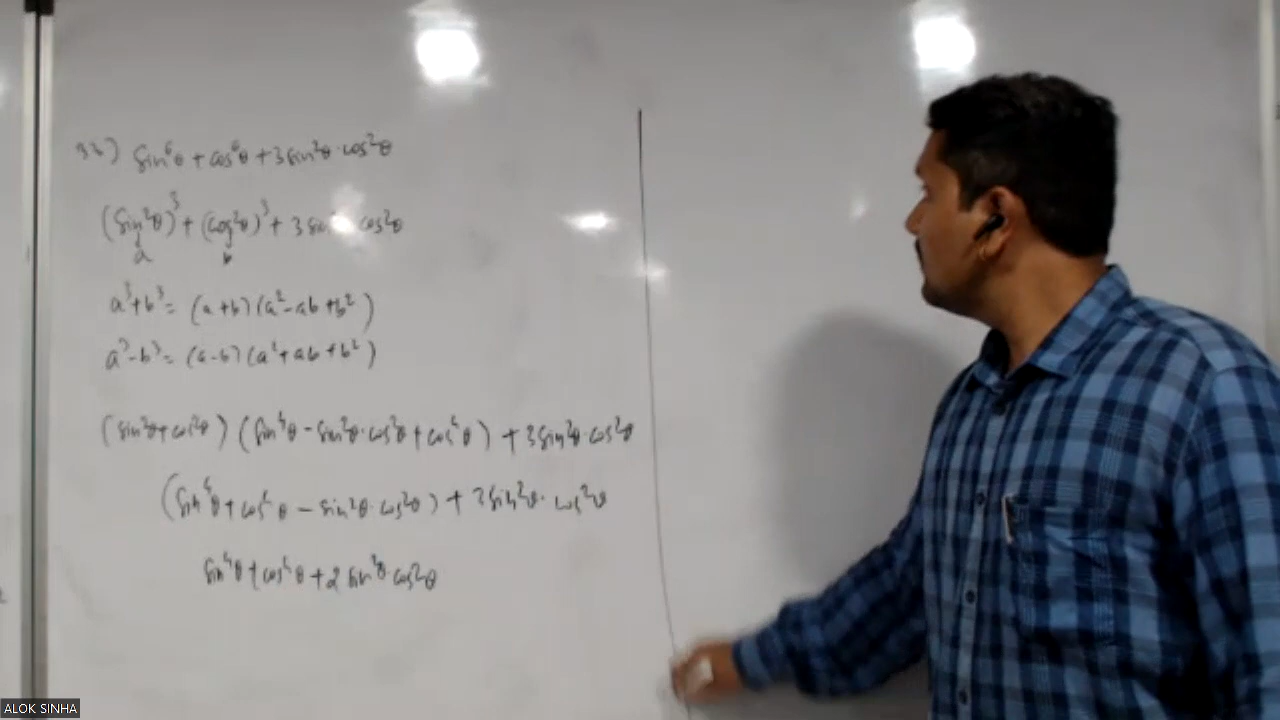 33) sin⁶θ + cos⁶θ + 3sin²θ·cos²θ
(sin²θ)³ + (cos²θ)³ + 3 sin cos²θ
a b
a³+b³ = (a+b)(a²-ab+b²)
a³-b³ = (a-b)(a²+ab+b²)
(sin²θ+cos²θ) (sin⁴θ - sin²θ·cos²θ + cos⁴θ) + 3sin²θ·cos²θ
(sin⁴θ + cos⁴θ - sin²θ·cos²θ) + 3sin²θ· cos²θ
sin⁴θ + cos⁴θ + 2 sin²θ cos²θ
ALOK SINHA